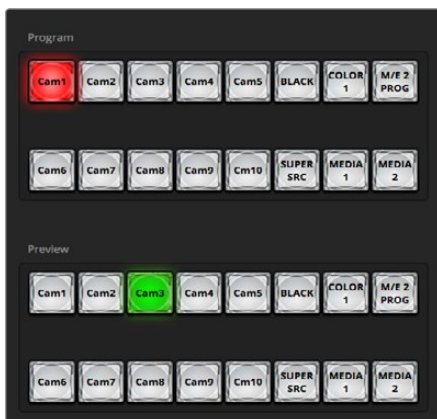 Program
Cam1 Cam2 Cam3 Cam4 Cam5 BLACK COLOR 1 M/E 2 PROG
Cam6 Cam7 Cam8 Cam9 Cm10 SUPER SRC MEDIA 1 MEDIA 2
Preview
Cam1 Cam2 Cam3 Cam4 Cam5 BLACK COLOR 1 M/E 2 PROG
Cam6 Cam7 Cam8 Cam9 Cm10 SUPER SRC MEDIA 1 MEDIA 2